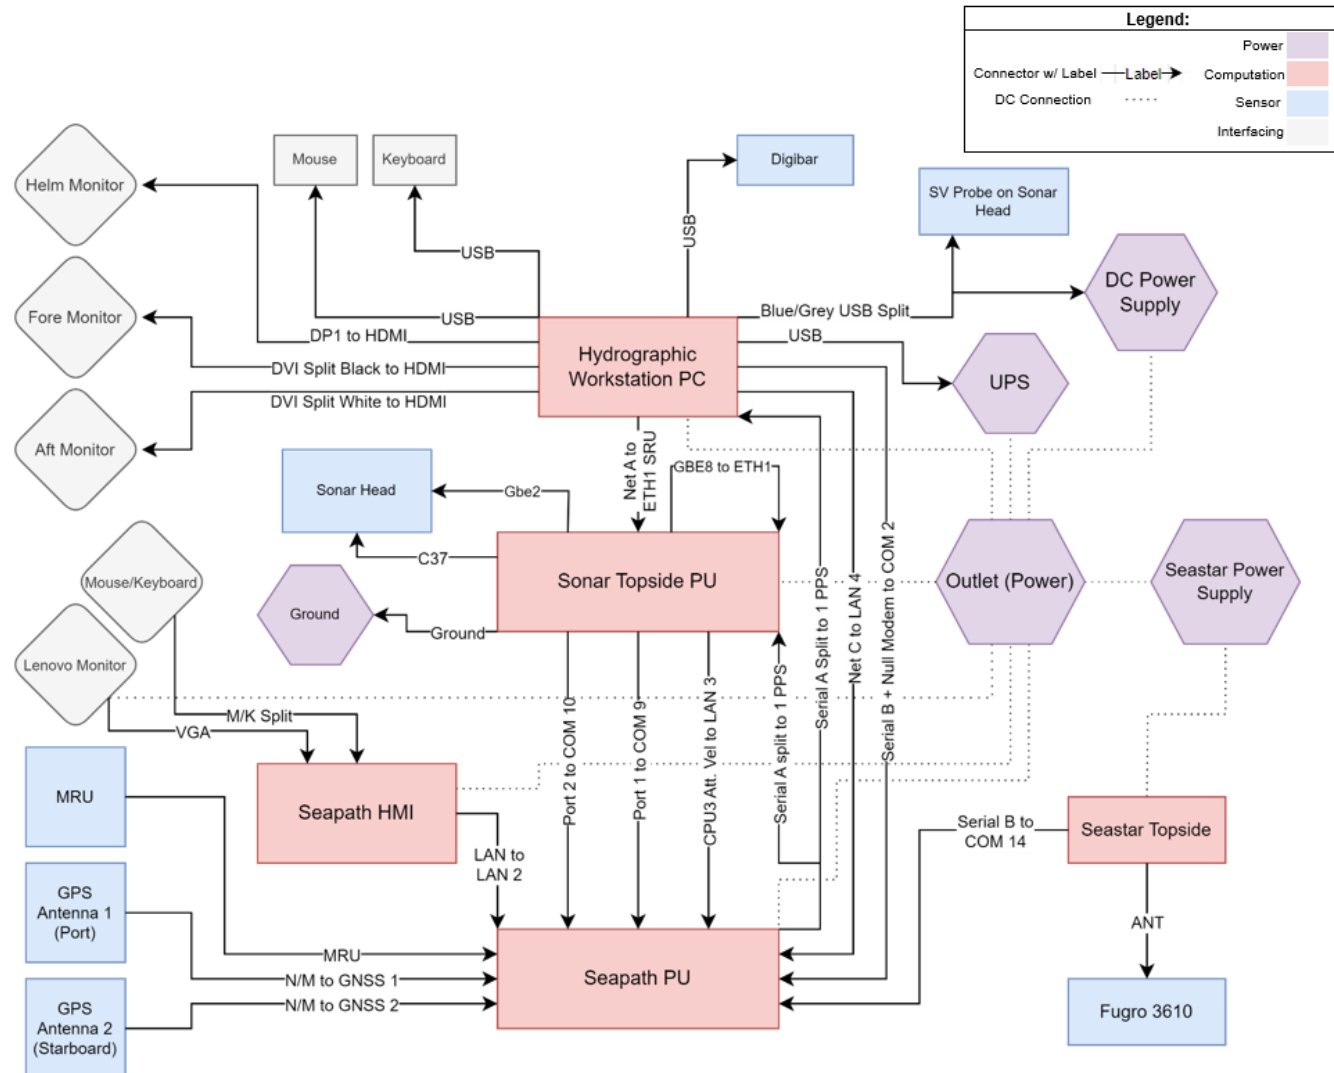 Legend:
Power
Connector w/ Label
Label
Computation
DC Connection
Sensor
Interfacing
Helm Monitor
Mouse
Keyboard
Digibar
SV Probe on Sonar
Head
USB
USB
USB
DC Power
Supply
Fore Monitor
Blue/Grey USB Split
USB
DP1 to HDMI
Hydrographic
Workstation PC
DVI Split Black to HDMI
UPS
DVI Split White to HDMI
Aft Monitor
Net A to
ETH1 SRU
GBE8 to ETH1
Sonar Head
Gbe2
C37
Mouse/Keyboard
Sonar Topside PU
Outlet (Power)
Seastar Power
Supply
Ground
Ground
Lenovo Monitor
Serial A Split to 1 PPS
Net C to LAN 4
Serial B + Null Modem to COM 2
M/K Split
VGA
Port 2 to COM 10
Port 1 to COM 9
CPU3 Att. Vel to LAN 3
Serial A split to 1 PPS
MRU
Seapath HMI
Serial B to
COM 14
Seastar Topside
LAN to
LAN 2
GPS
Antenna 1
(Port)
ANT
MRU
N/M to GNSS 1
Seapath PU
N/M to GNSS 2
GPS
Antenna 2
(Starboard)
Fugro 3610